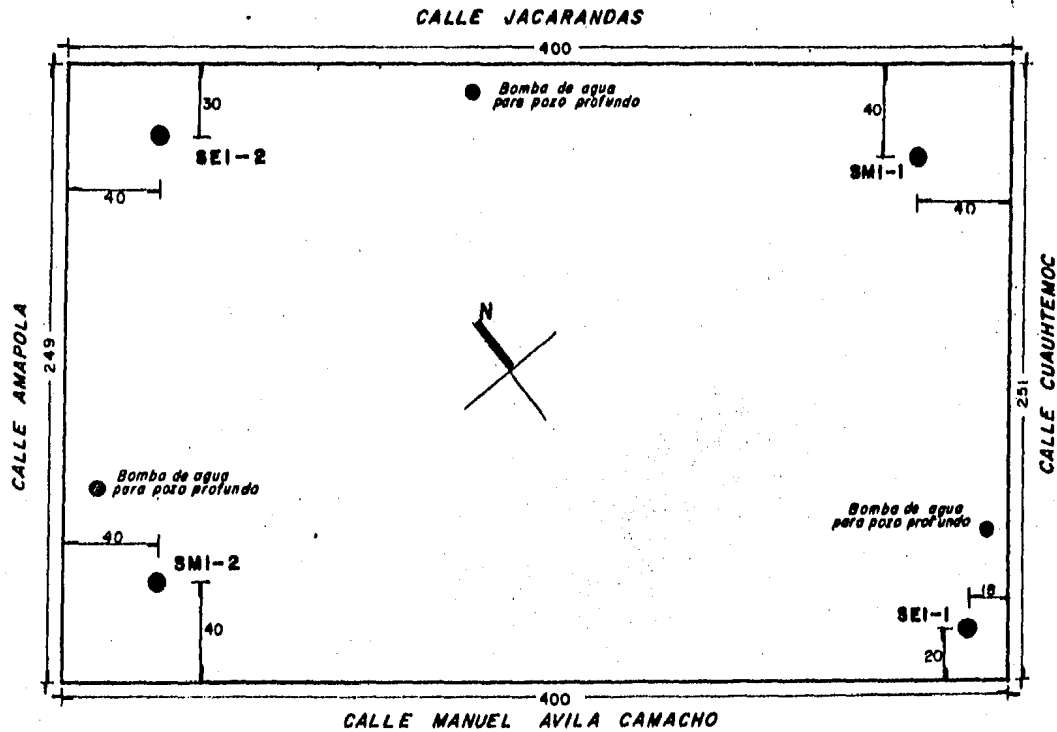 CALLE JACARANDAS
400
Bomba de agua
para pozo profundo
30
SEI-2
40
40
SMI-1
40
CALLE AMAPOLA
249
N
251
CALLE CUAUHTEMOC
Bomba de agua
para pozo profundo
40
SMI-2
40
Bomba de agua
para pozo profundo
18
SEI-1
20
400
CALLE MANUEL AVILA CAMACHO